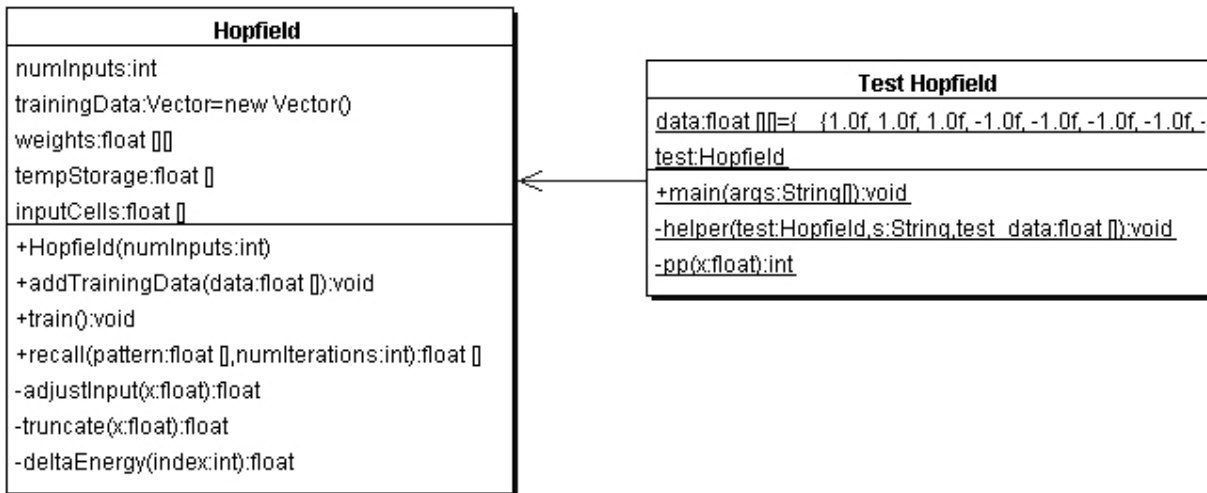 Hopfield
numInputs:int
trainingData:Vector=new Vector()
weights:float [][]
tempStorage:float []
inputCells:float []
+Hopfield(numInputs:int)
+addTrainingData(data:float []):void
+train():void
+recall(pattern:float [],numIterations:int):float []
-adjustInput(x:float):float
-truncate(x:float):float
-deltaEnergy(index:int):float
Test Hopfield
data:float [][]={ {1.0f, 1.0f, 1.0f, -1.0f, -1.0f, -1.0f, -1.0f, -
test:Hopfield
+main(args:String[]):void
-helper(test:Hopfield,s:String,test_data:float []):void
-pp(x:float):int